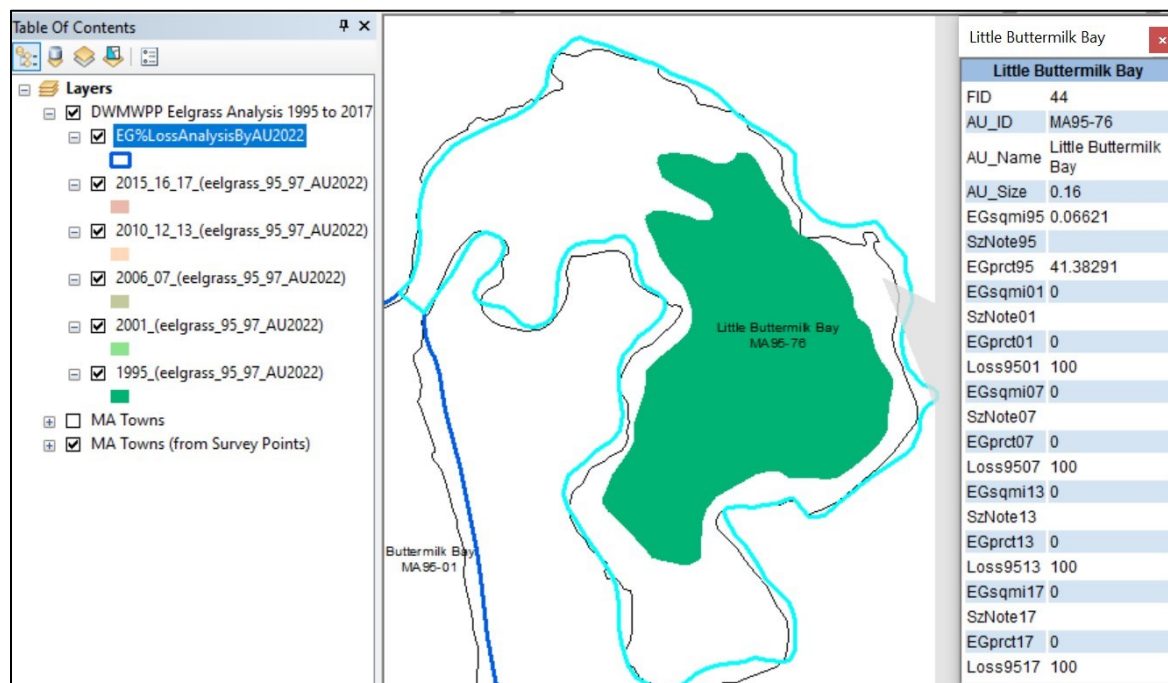 Table Of Contents
Layers
DWMWPP Eelgrass Analysis 1995 to 2017
EG%LossAnalysisByAU2022
2015_16_17_(eelgrass_95_97_AU2022)
2010_12_13_(eelgrass_95_97_AU2022)
2006_07_(eelgrass_95_97_AU2022)
2001_(eelgrass_95_97_AU2022)
1995_(eelgrass_95_97_AU2022)
MA Towns
MA Towns (from Survey Points)
Little Buttermilk Bay
MA95-76
Buttermilk Bay
MA95-01
Little Buttermilk Bay
Little Buttermilk Bay
FID 44
AU_ID MA95-76
AU_Name Little Buttermilk
Bay
AU_Size 0.16
EGsqmi95 0.06621
SzNote95
EGprct95 41.38291
EGsqmi01 0
SzNote01
EGprct01 0
Loss9501 100
EGsqmi07 0
SzNote07
EGprct07 0
Loss9507 100
EGsqmi13 0
SzNote13
EGprct13 0
Loss9513 100
EGsqmi17 0
SzNote17
EGprct17 0
Loss9517 100